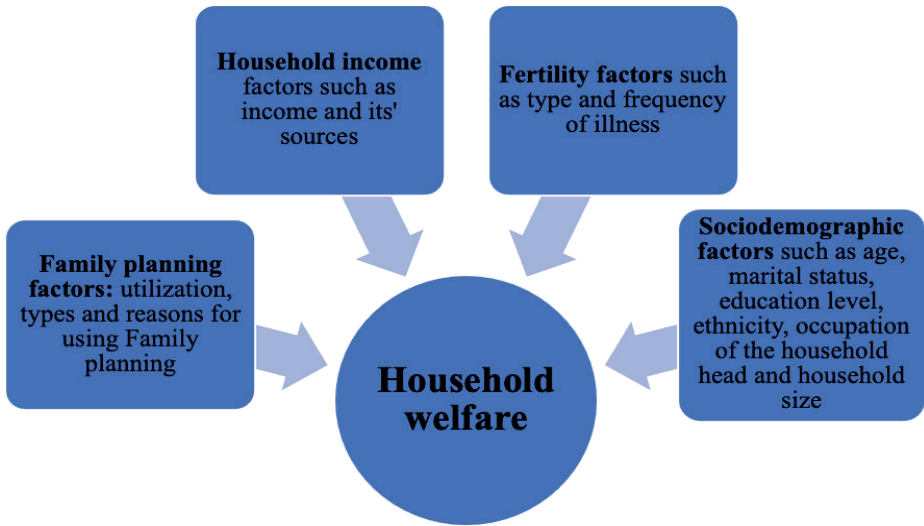 Household income
factors such as
income and its'
sources
Fertility factors such
as type and frequency
of illness
Family planning
factors: utilization,
types and reasons for
using Family
planning
Sociodemographic
factors such as age,
marital status,
education level,
ethnicity, occupation
of the household
head and household
size
Household
welfare